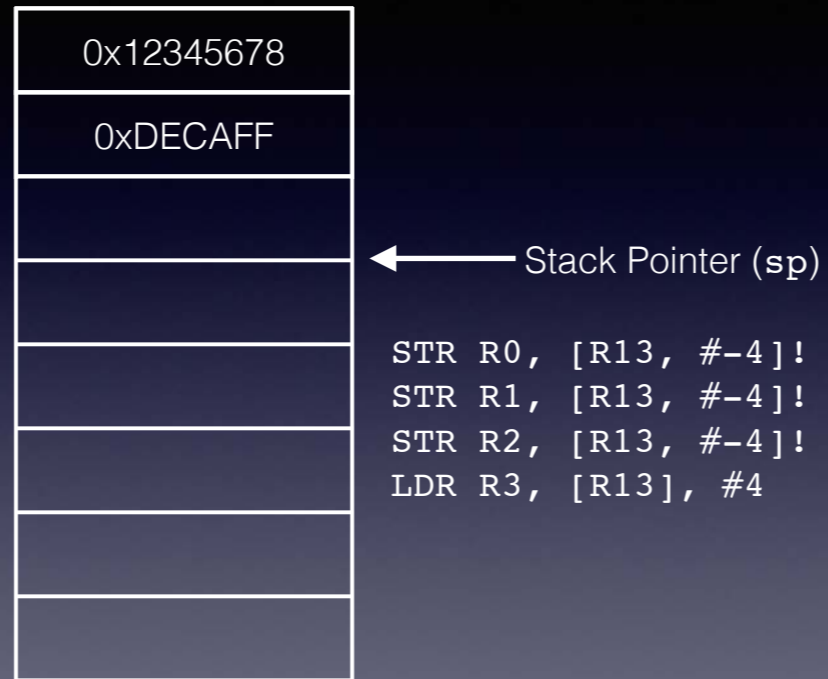 0x12345678
0xDECAFF
Stack Pointer (sp)
STR R0, [R13, #-4]!
STR R1, [R13, #-4]!
STR R2, [R13, #-4]!
LDR R3, [R13], #4